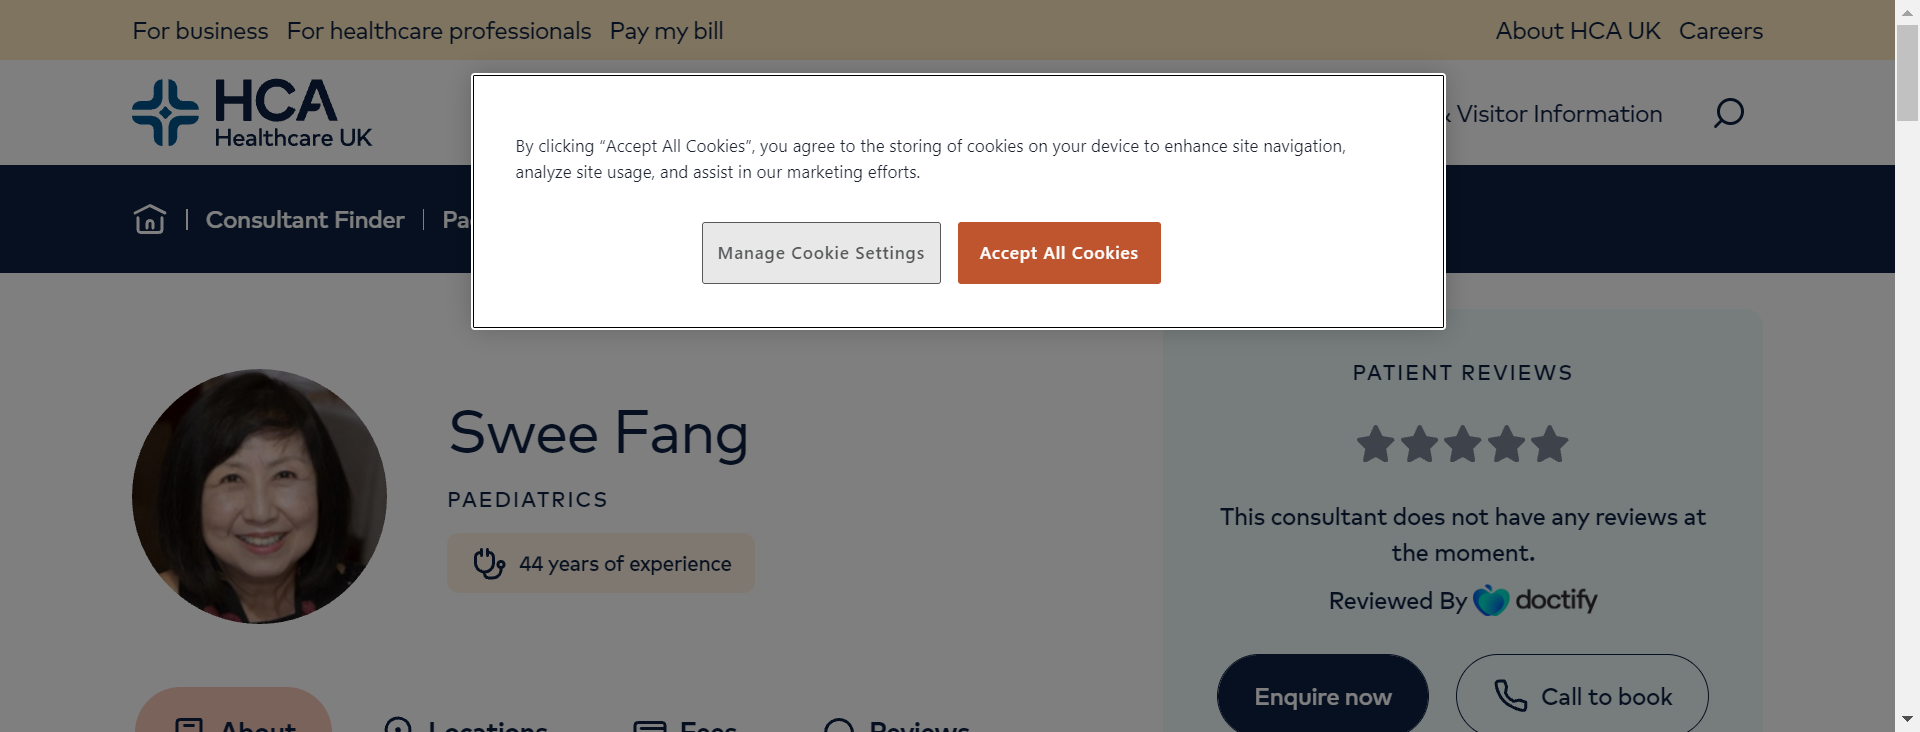 For business For healthcare professionals Pay my bill About HCA UK Careers
HCA
Healthcare UK
Visitor Information
By clicking “Accept All Cookies”, you agree to the storing of cookies on your device to enhance site navigation,
analyze site usage, and assist in our marketing efforts.
Manage Cookie Settings Accept All Cookies
Consultant Finder
Swee Fang
PAEDIATRICS
44 years of experience
PATIENT REVIEWS
This consultant does not have any reviews at
the moment.
Reviewed By doctify
Enquire now Call to book
About Locations Fees Reviews